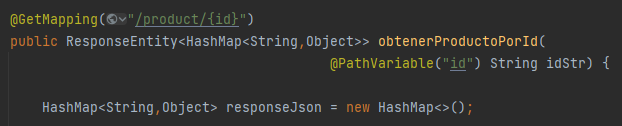 @GetMapping("/product/{id}")
public ResponseEntity<HashMap<String,Object>> obtenerProductoPorId(
@PathVariable("id") String idStr) {
HashMap<String,Object> responseJson = new HashMap<>();